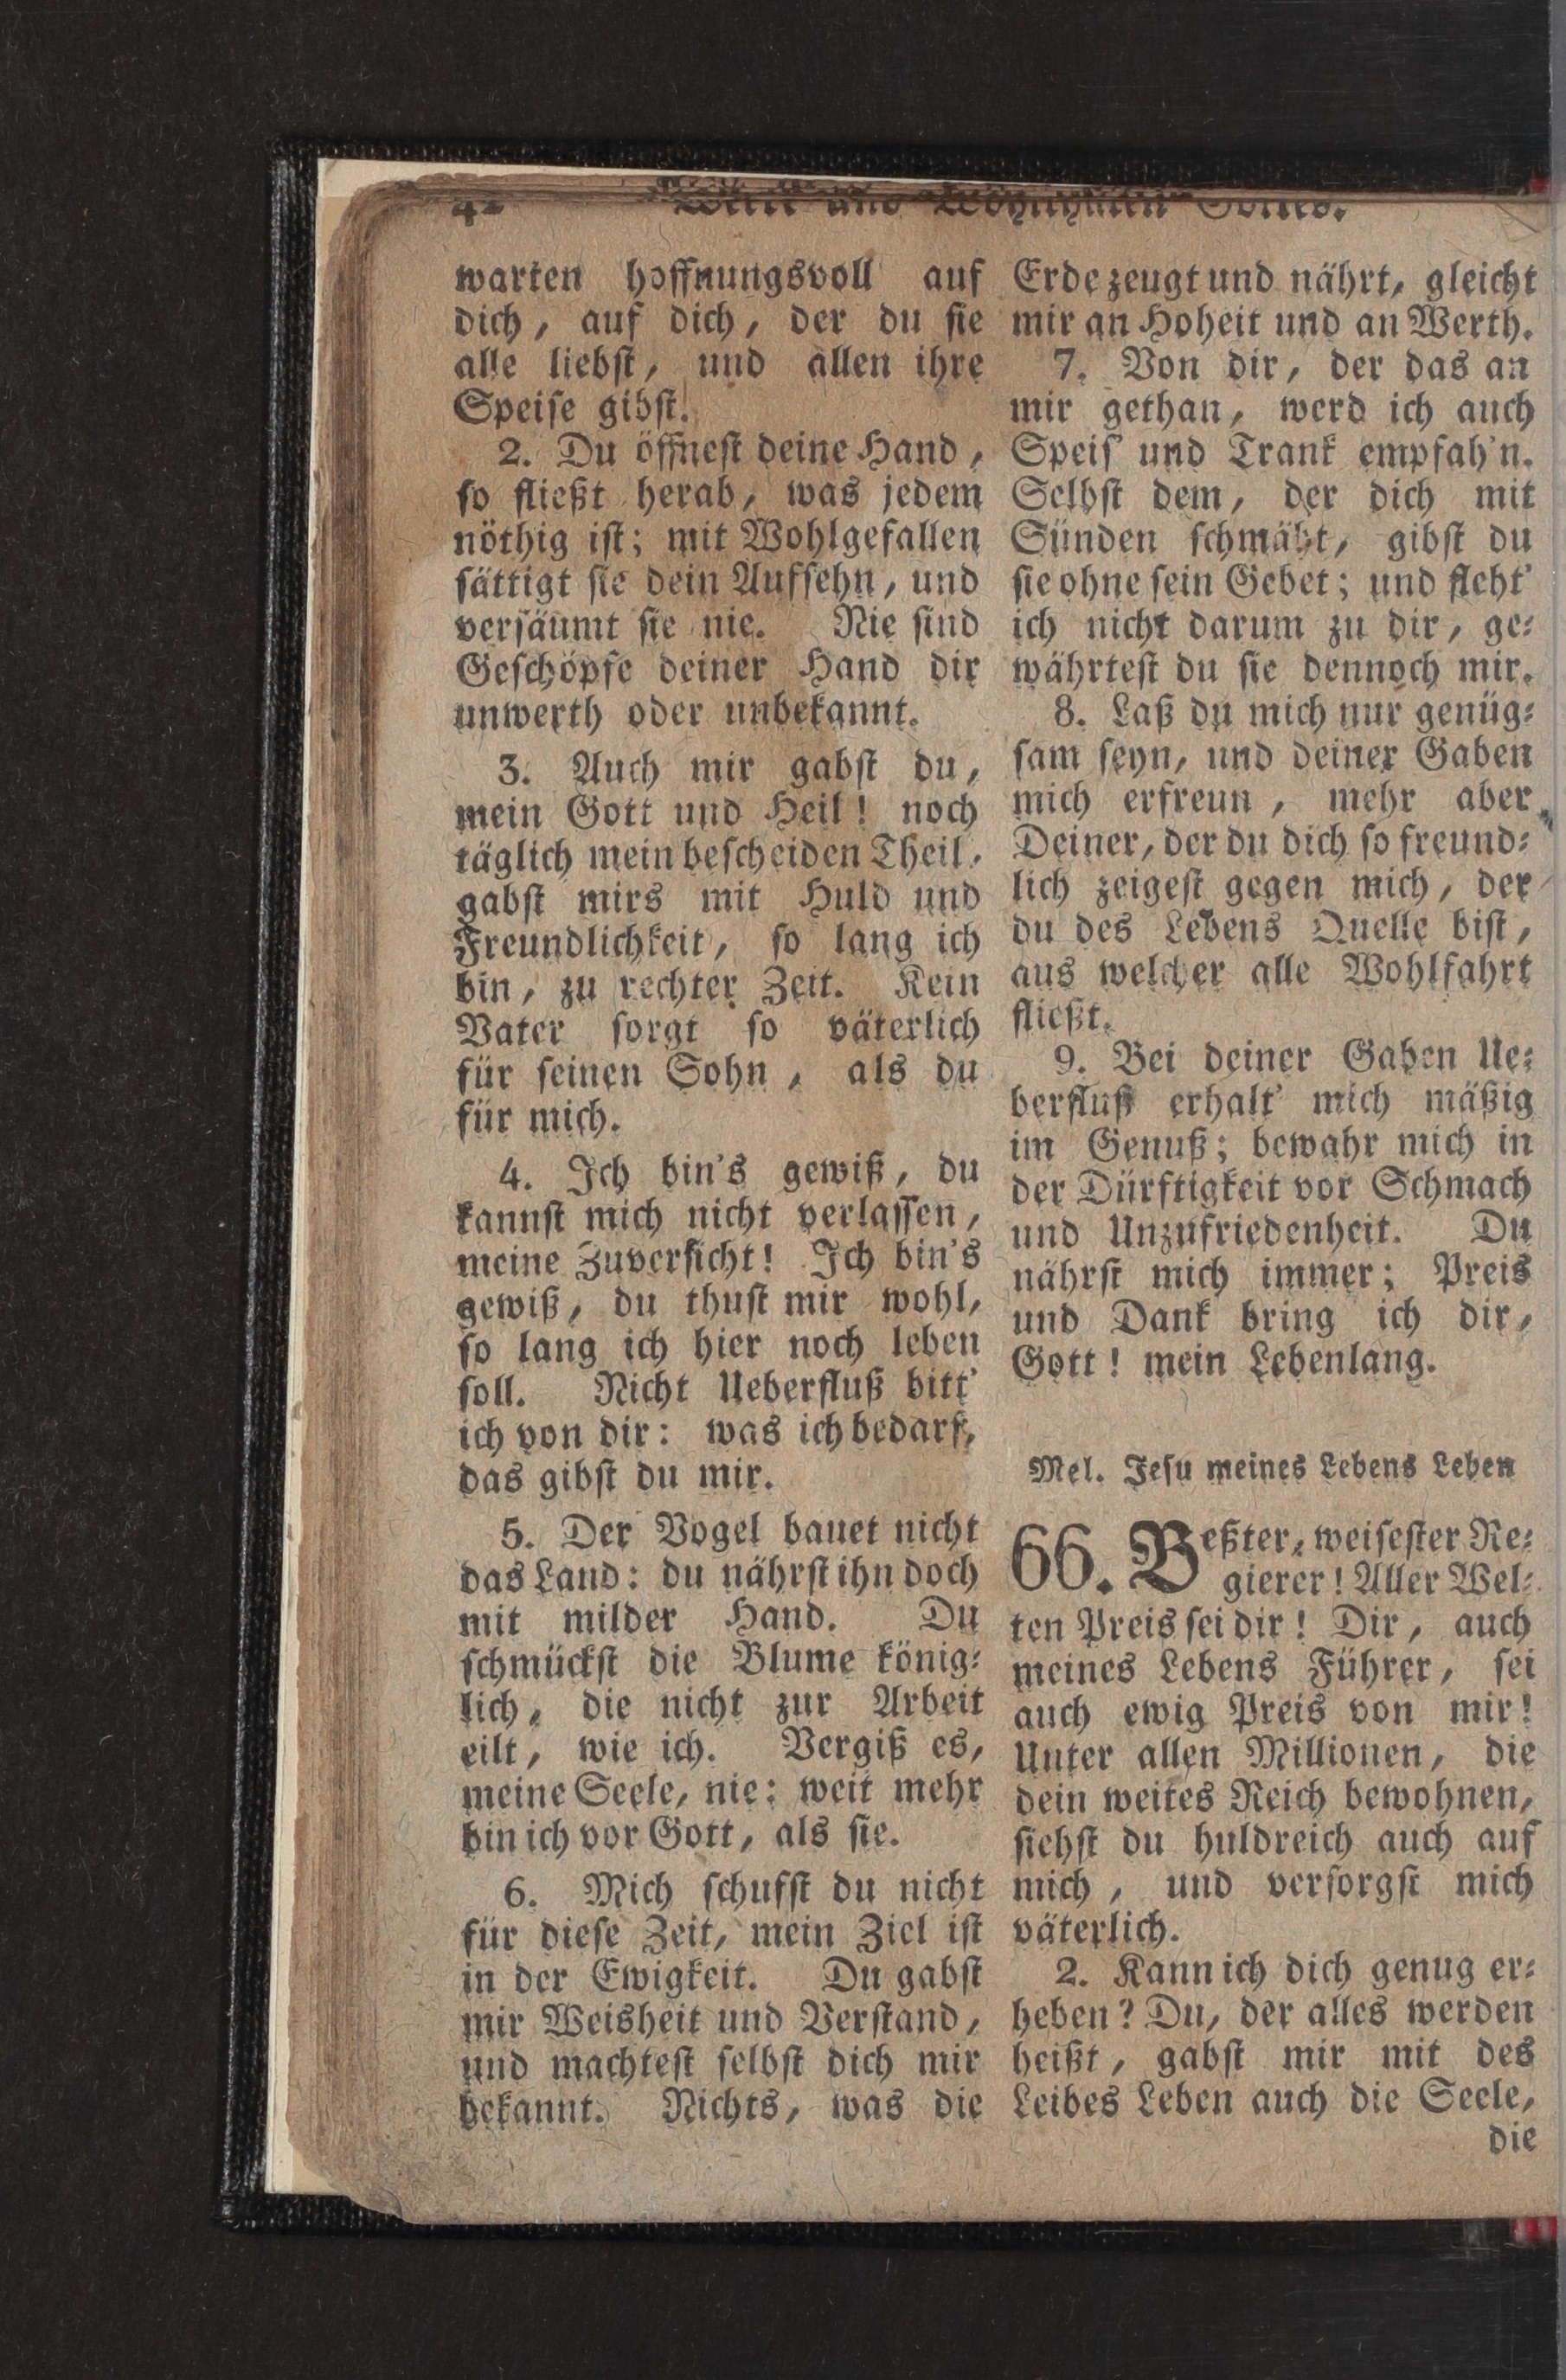 warten hoffnungsvoll auf
dich, auf dich, der du sie
alle liebst, und allen ihre
Speise gibst.
2. Du öffnest deine Hand,
so fließt herab, was jedem
nöthig ist; mit Wohlgefallen
sättigt sie dein Aufsehn, und
versäumt sie nie. Nie sind
Geschöpfe deiner Hand dir
unwerth oder unbekannt.
3. Auch mir gabst du,
mein Gott und Heil! noch
täglich mein bescheiden Theil,
gabst mirs mit Huld und
Freundlichkeit, so lang ich
bin, zu rechter Zeit. Kein
Vater sorgt so väterlich
für seinen Sohn, als du
für mich.
4. Ich bin's gewiß, du
kannst mich nicht verlassen,
meine Zuversicht! Ich bin's
gewiß, du thust mir wohl,
so lang ich hier noch leben
soll. Nicht Ueberfluß bitt'
ich von dir: was ich bedarf,
das gibst du mir.
5. Der Vogel bauet nicht
das Land: du nährst ihn doch
mit milder Hand. Du
schmückst die Blume könig-
lich, die nicht zur Arbeit
eilt, wie ich. Vergiß es,
meine Seele, nie: weit mehr
bin ich vor Gott, als sie.
6. Mich schufst du nicht
für diese Zeit, mein Ziel ist
in der Ewigkeit. Du gabst
mir Weisheit und Verstand,
und machtest selbst dich mir
bekannt. Nichts, was die
Erde zeugt und nährt, gleicht
mir an Hoheit und an Werth.
7. Von dir, der das an
mir gethan, werd ich auch
Speis' und Trank empfah'n.
Selbst dem, der dich mit
Sünden schmäht, gibst du
sie ohne sein Gebet; und fleht'
ich nicht darum zu dir, ge-
währtest du sie dennoch mir.
8. Laß du mich nur genüg-
sam seyn, und deiner Gaben
mich erfreun, mehr aber
Deiner, der du dich so freund-
lich zeigest gegen mich, der
du des Lebens Quelle bist,
aus welcher alle Wohlfahrt
fließt.
9. Bei deiner Gaben Ue-
berfluß erhalt' mich mäßig
im Genuß; bewahr mich in
der Dürftigkeit vor Schmach
und Unzufriedenheit. Du
nährst mich immer; Preis
und Dank bring ich dir,
Gott! mein Lebenlang.
Mel. Jesu meines Lebens Leben
66. Beßter, weisester Re-
gierer! Aller Wel-
ten Preis sei dir! Dir, auch
meines Lebens Führer, sei
auch ewig Preis von mir!
Unter allen Millionen, die
dein weites Reich bewohnen,
siehst du huldreich auch auf
mich, und versorgst mich
väterlich.
2. Kann ich dich genug er-
heben? Du, der alles werden
heißt, gabst mir mit des
Leibes Leben auch die Seele,
die